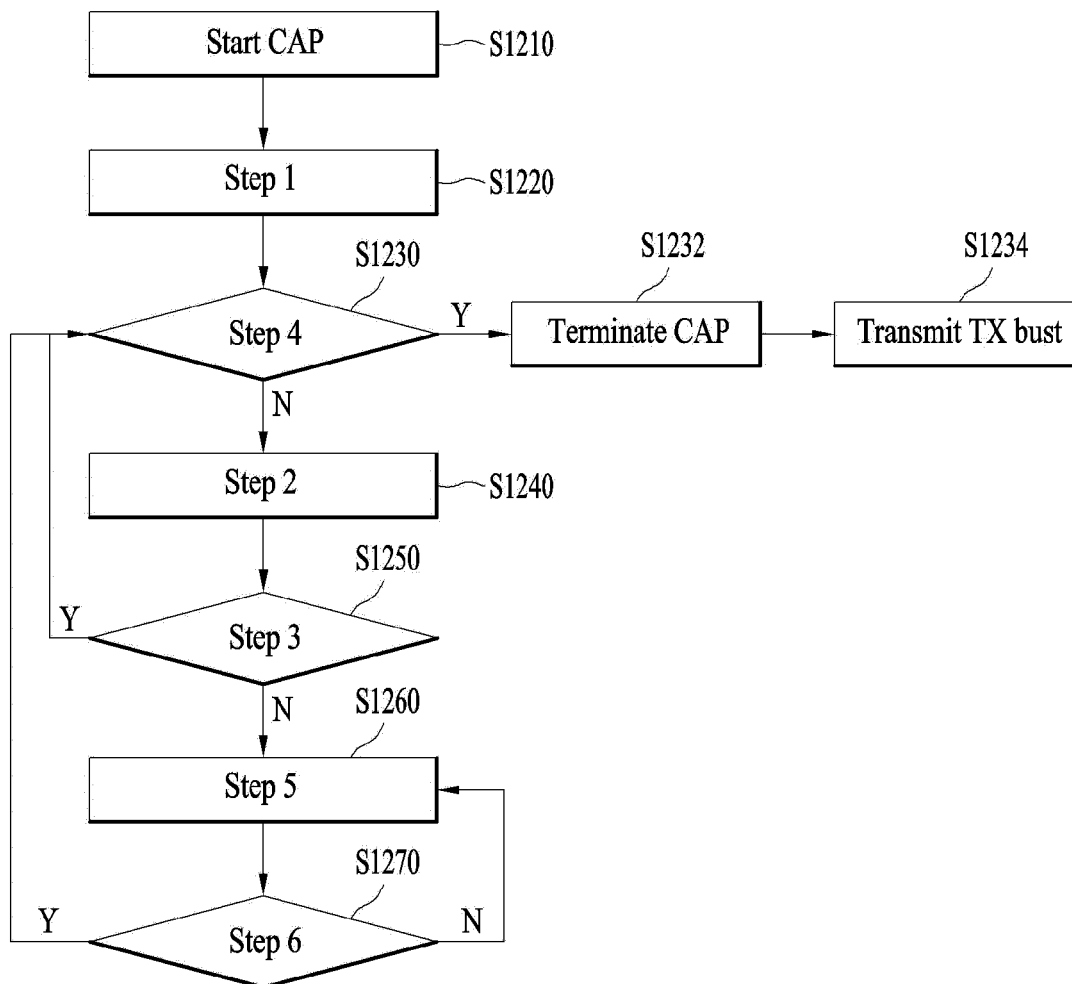 Start CAP
S1210
Step 1
S1220
S1230
Step 4
Y
S1232
Terminate CAP
S1234
Transmit TX bust
N
Step 2
S1240
S1250
Y
Step 3
N
S1260
Step 5
S1270
Y
Step 6
N